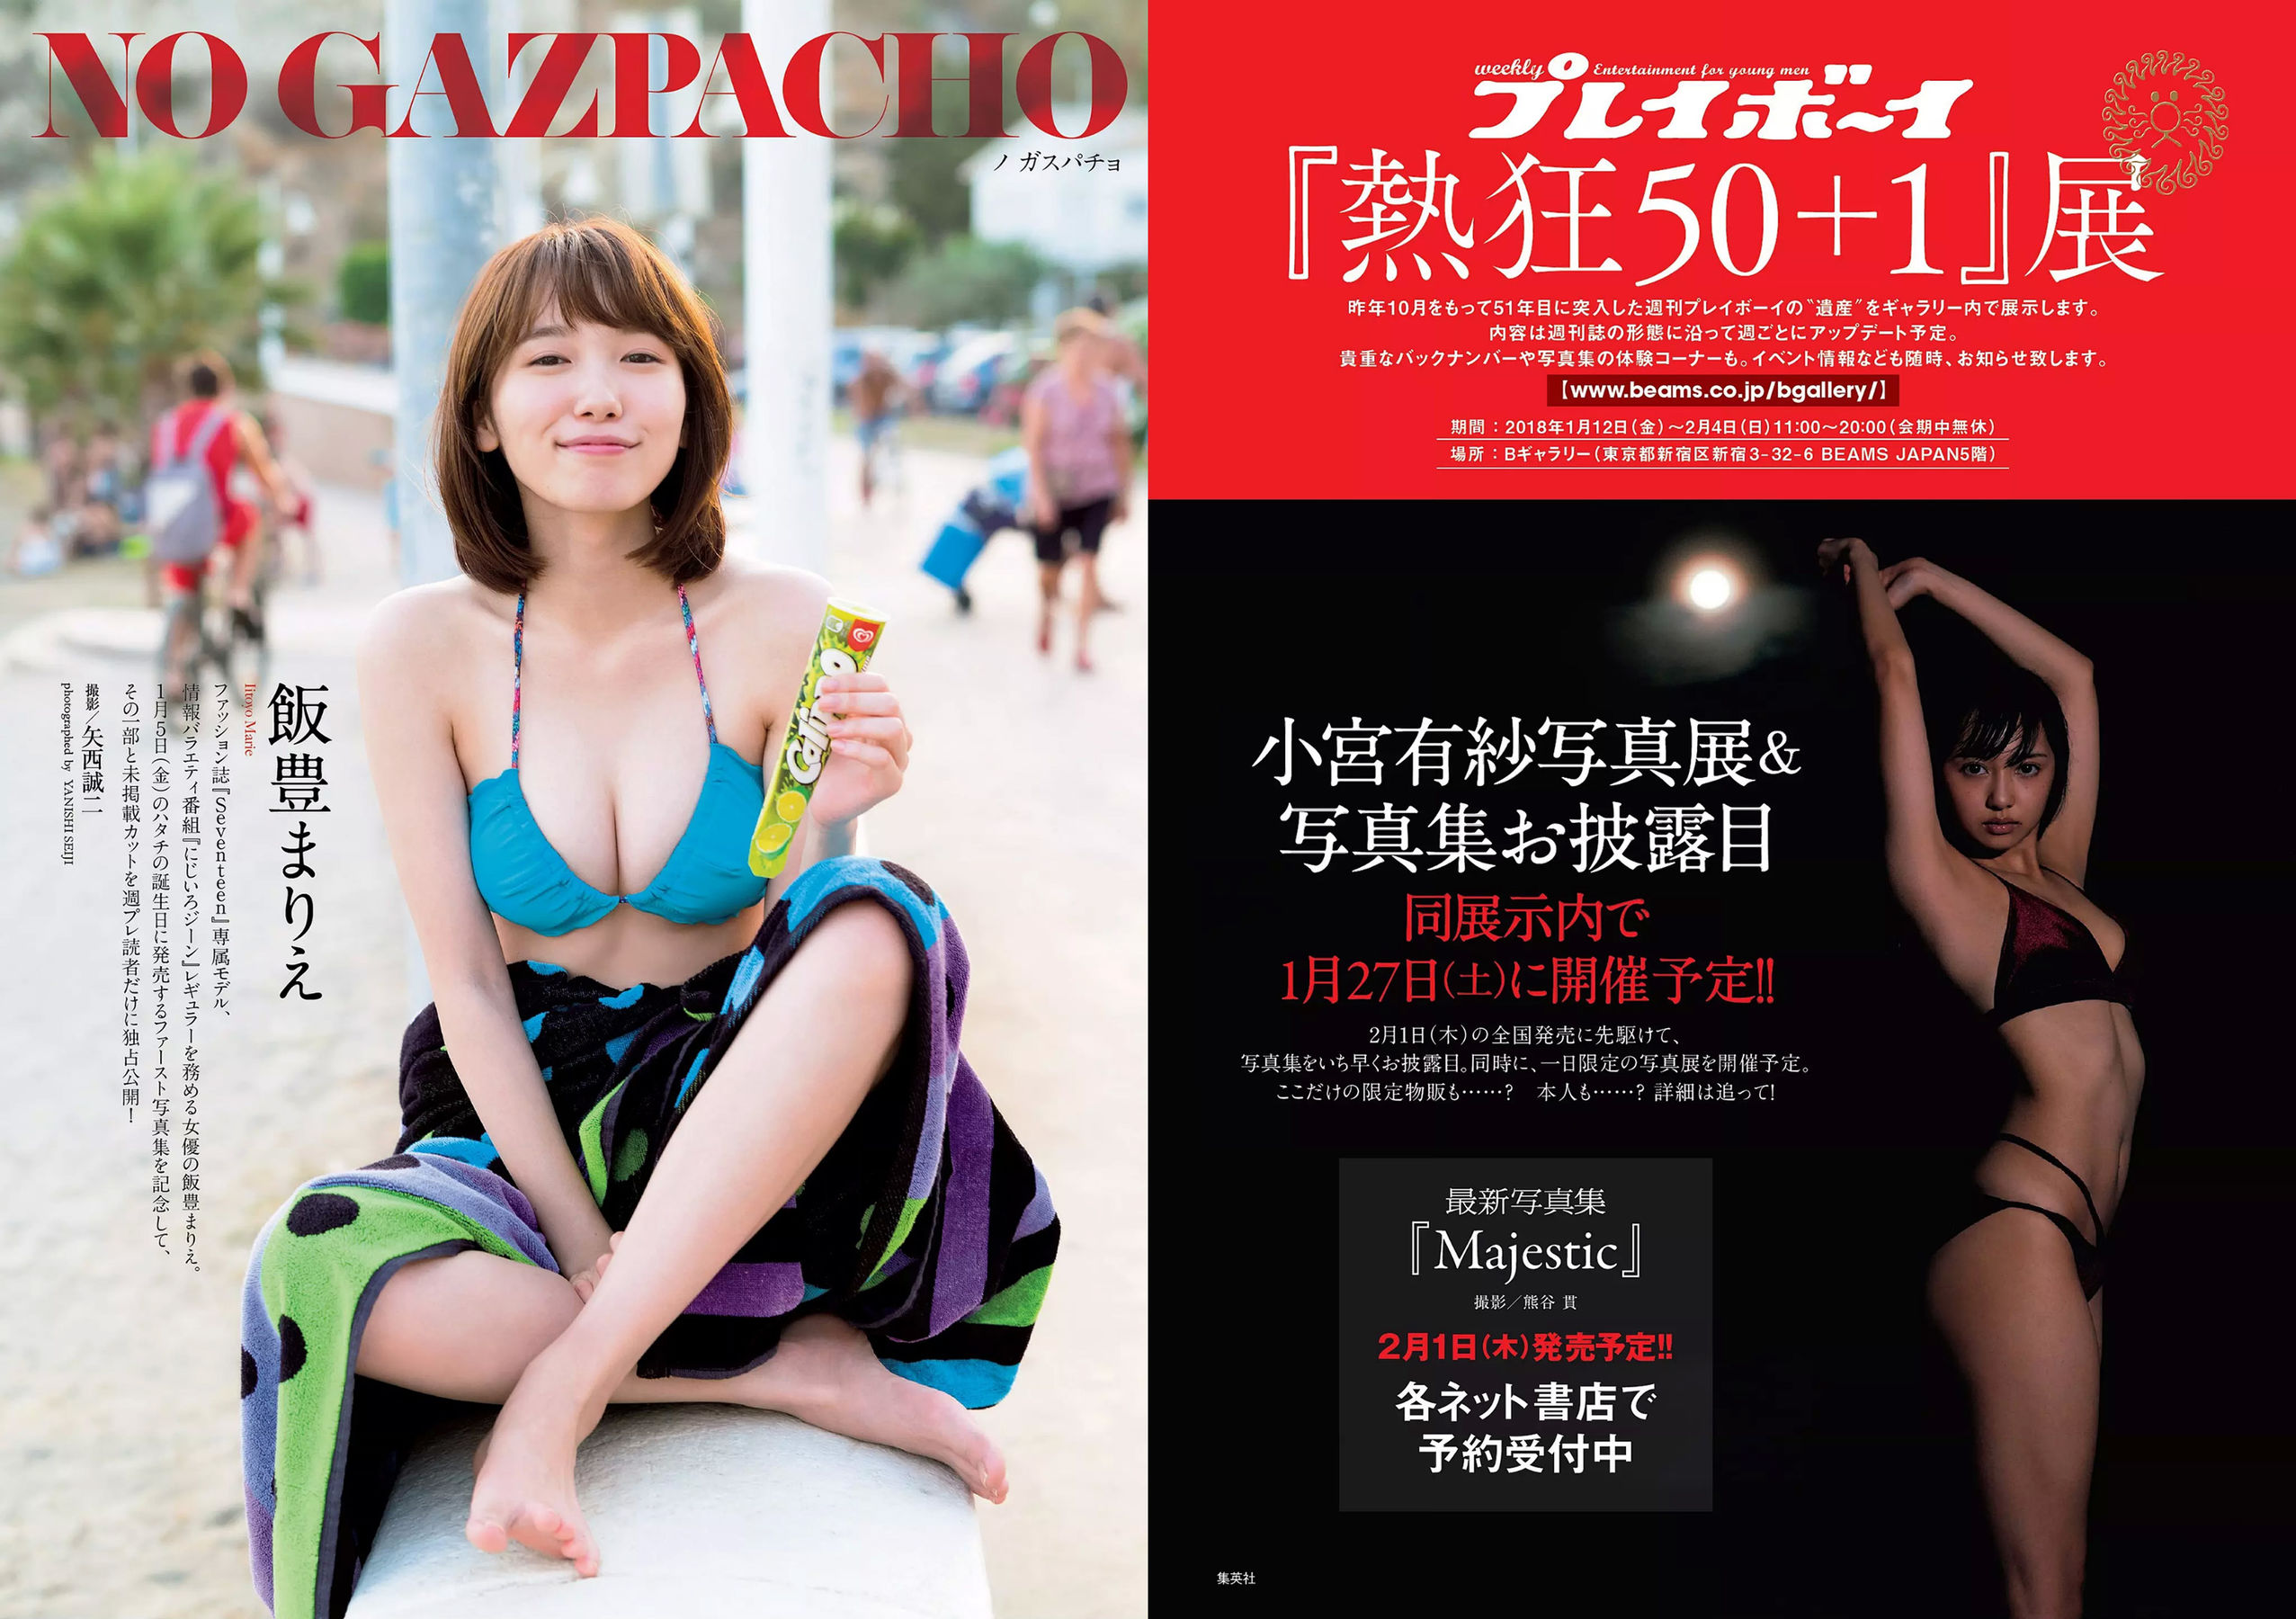 NO GAZPACHO
ノ ガスパチョ
飯豊まりえ
Iitoyo Marie
ファッション誌『Seventeen』専属モデル、
情報バラエティ番組『にじいろジーン』レギュラーを務める女優の飯豊まりえ。
1月5日(金)のハタチの誕生日に発売するファースト写真集を記念して、
その一部と未掲載カットを週プレ読者だけに独占公開!
撮影/矢西誠二
photographed by YANISHI SEIJI
Calippo
weekly Entertainment for young men
プレイボーイ
『熱狂50+1』展
昨年10月をもって51年目に突入した週刊プレイボーイの“遺産”をギャラリー内で展示します。
内容は週刊誌の形態に沿って週ごとにアップデート予定。
貴重なバックナンバーや写真集の体験コーナーも。イベント情報なども随時、お知らせ致します。
【www.beams.co.jp/bgallery/】
期間:2018年1月12日(金)~2月4日(日)11:00~20:00(会期中無休)
場所:Bギャラリー(東京都新宿区新宿3-32-6 BEAMS JAPAN5階)
小宮有紗写真展&
写真集お披露目
同展示内で
1月27日(土)に開催予定!!
2月1日(木)の全国発売に先駆けて、
写真集をいち早くお披露目。同時に、一日限定の写真展を開催予定。
ここだけの限定物販も……? 本人も……? 詳細は追って!
最新写真集
『Majestic』
撮影/熊谷 貫
2月1日(木)発売予定!!
各ネット書店で
予約受付中
集英社